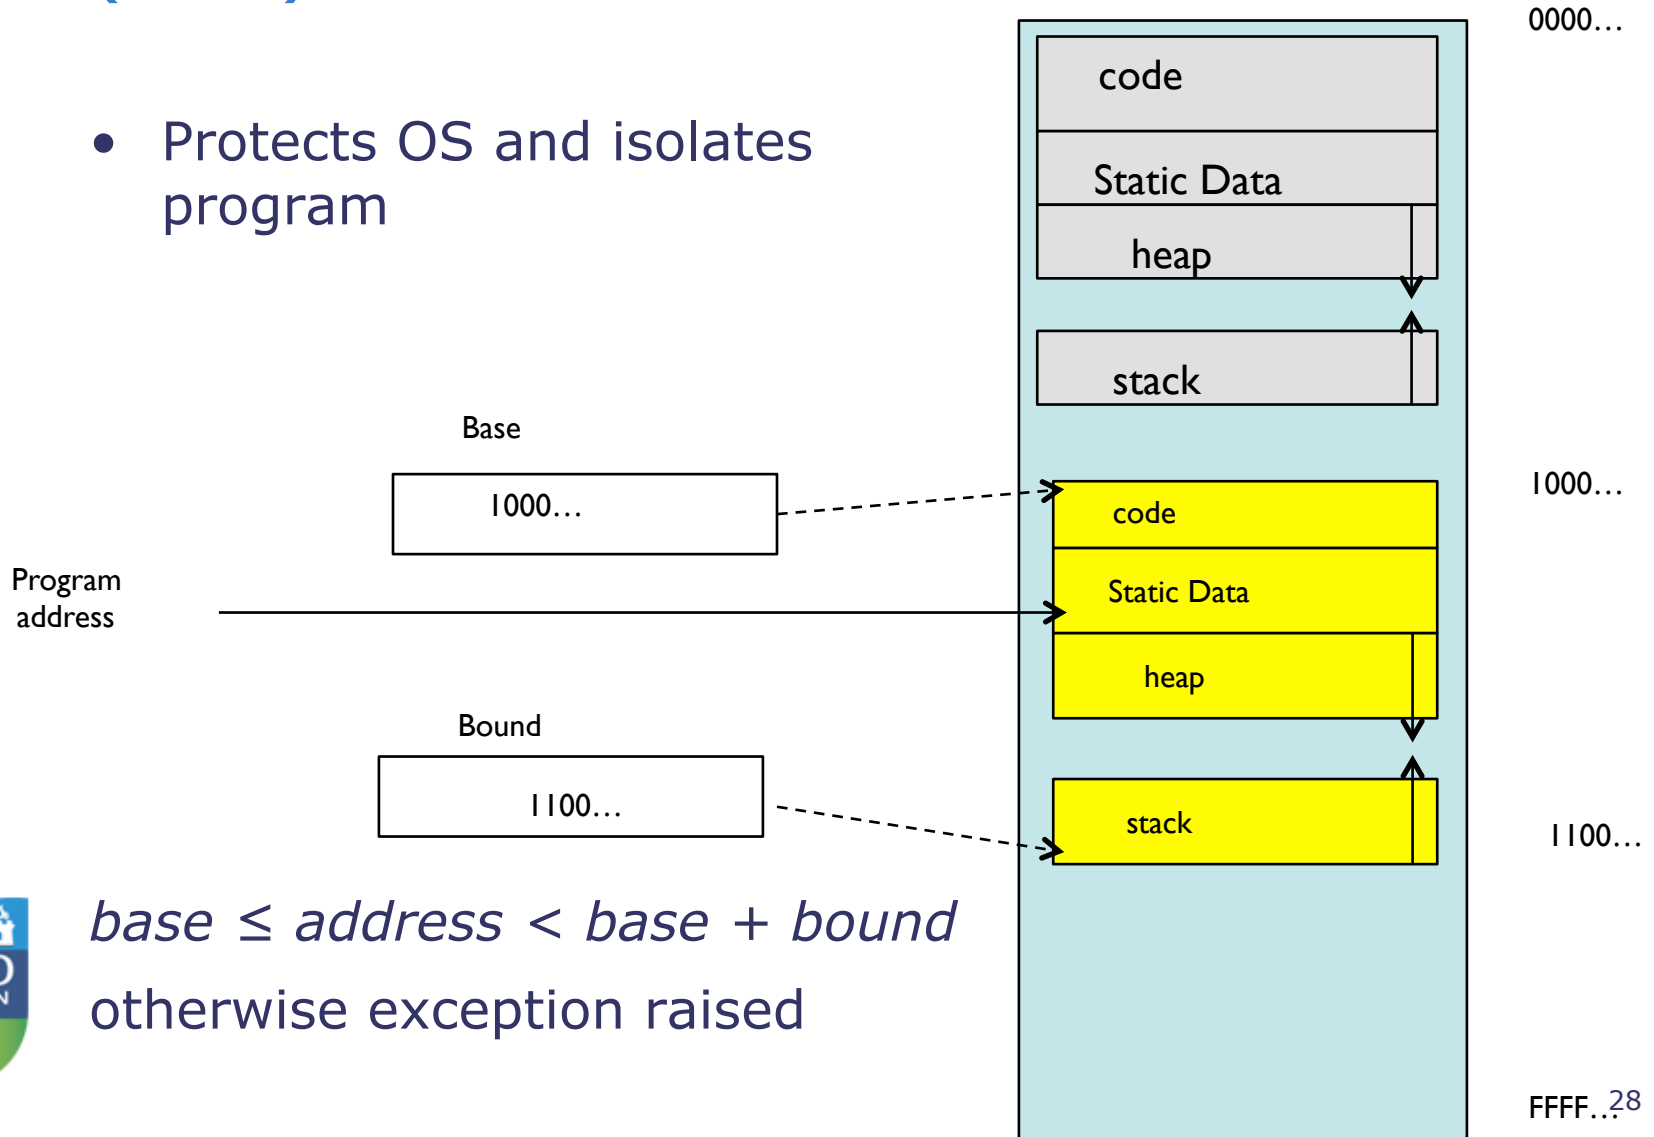 0000…
code
• Protects OS and isolates
program
Static Data
heap
stack
Base
1000…
1000…
code
Program
address
Static Data
heap
Bound
1100…
stack
1100…
base ≤ address < base + bound
otherwise exception raised
FFFF…
28